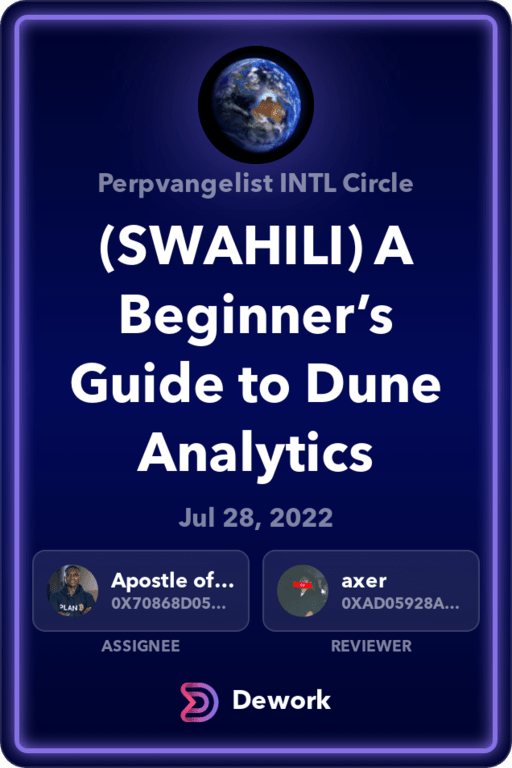 Perpvangelist INTL Circle
(SWAHILI) A
Beginner’s
Guide to Dune
Analytics
Jul 28, 2022
Apostle of...
0X70868D05...
PLAN
ASSIGNEE
axer
0XAD05928A...
REVIEWER
Dework